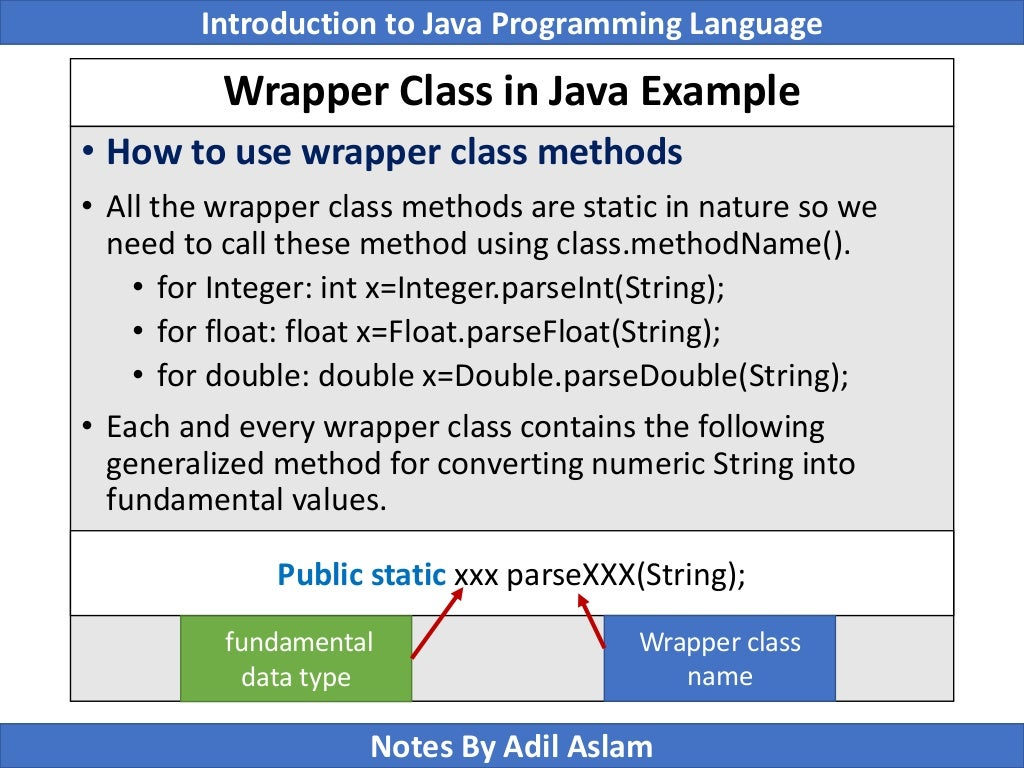 Introduction to Java Programming Language
Wrapper Class in Java Example
• How to use wrapper class methods
• All the wrapper class methods are static in nature so we
need to call these method using class.methodName().
• for Integer: int x=Integer.parseInt(String);
• for float: float x=Float.parseFloat(String);
• for double: double x=Double.parseDouble(String);
• Each and every wrapper class contains the following
generalized method for converting numeric String into
fundamental values.
Public static xxx parseXXX(String);
fundamental
data type
Wrapper class
name
Notes By Adil Aslam